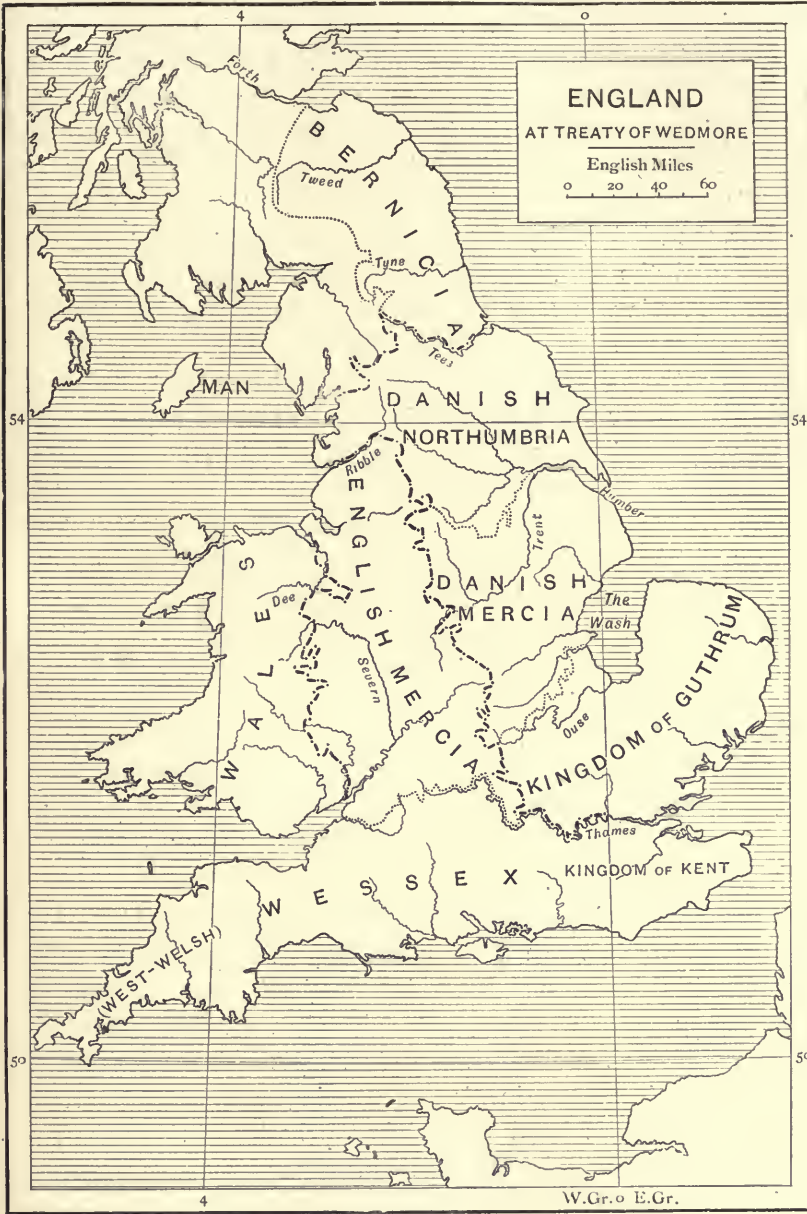 4
0
ENGLAND
AT TREATY OF WEDMORE
English Miles
0 20 40 60
Forth
BERNICIA
Tweed
Tyne
Tees
MAN
54
54
DANISH
NORTHUMBRIA
Ribble
Humber
ENGLISH MERCIA
Trent
DANISH
MERCIA
The
Wash
WALES
Dee
Severn
Ouse
KINGDOM OF GUTHRUM
Thames
WESSEX
KINGDOM OF KENT
(WEST-WELSH)
50
50
4
W.Gr. 0 E.Gr.